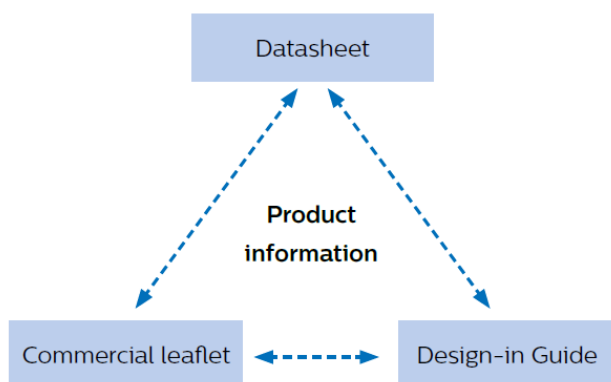 Datasheet
Product
information
Commercial leaflet
Design-in Guide